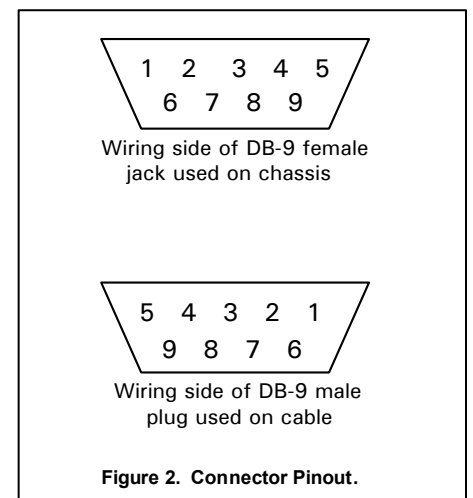 1 2 3 4 5
6 7 8 9
Wiring side of DB-9 female
jack used on chassis
5 4 3 2 1
9 8 7 6
Wiring side of DB-9 male
plug used on cable
Figure 2. Connector Pinout.